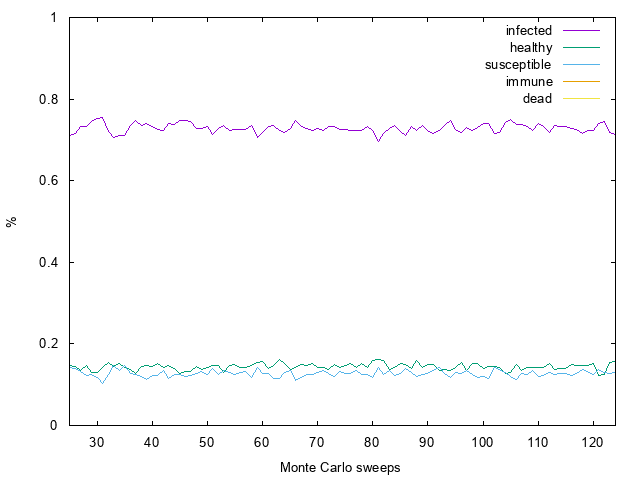 1
0.8
0.6
0.4
0.2
0
%
infected
healthy
susceptible
immune
dead
30 40 50 60 70 80 90 100 110 120
Monte Carlo sweeps